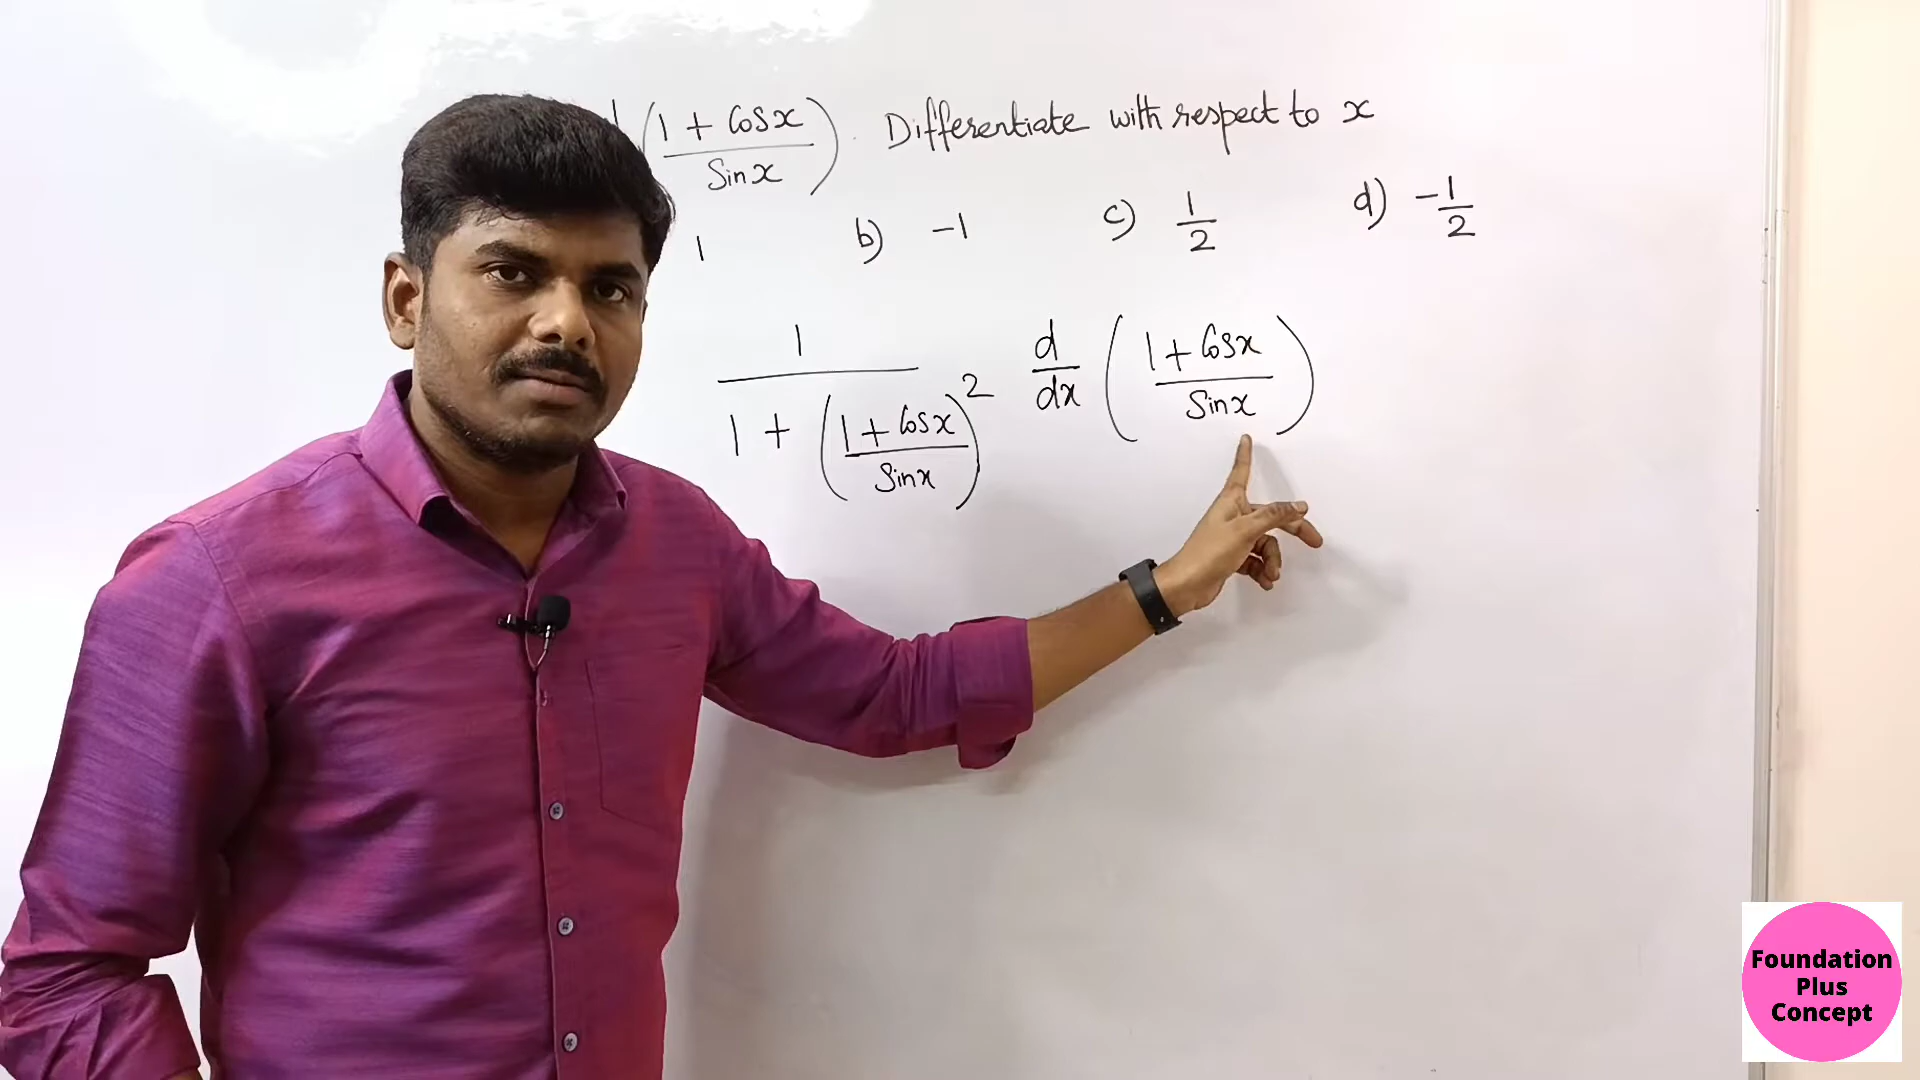 (1 + Cosx / Sinx) Differentiate with respect to x
1 b) -1 c) 1/2 d) -1/2
1 / 1 + (1 + Cosx / Sinx)^2 d/dx (1 + Cosx / Sinx)
Foundation
Plus
Concept